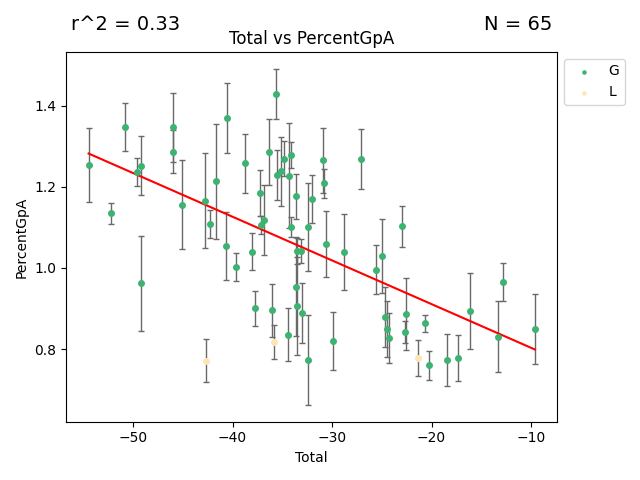 r^2 = 0.33
N = 65
Total vs PercentGpA
G
L
PercentGpA
1.4
1.2
1.0
0.8
−50
−40
−30
−20
−10
Total